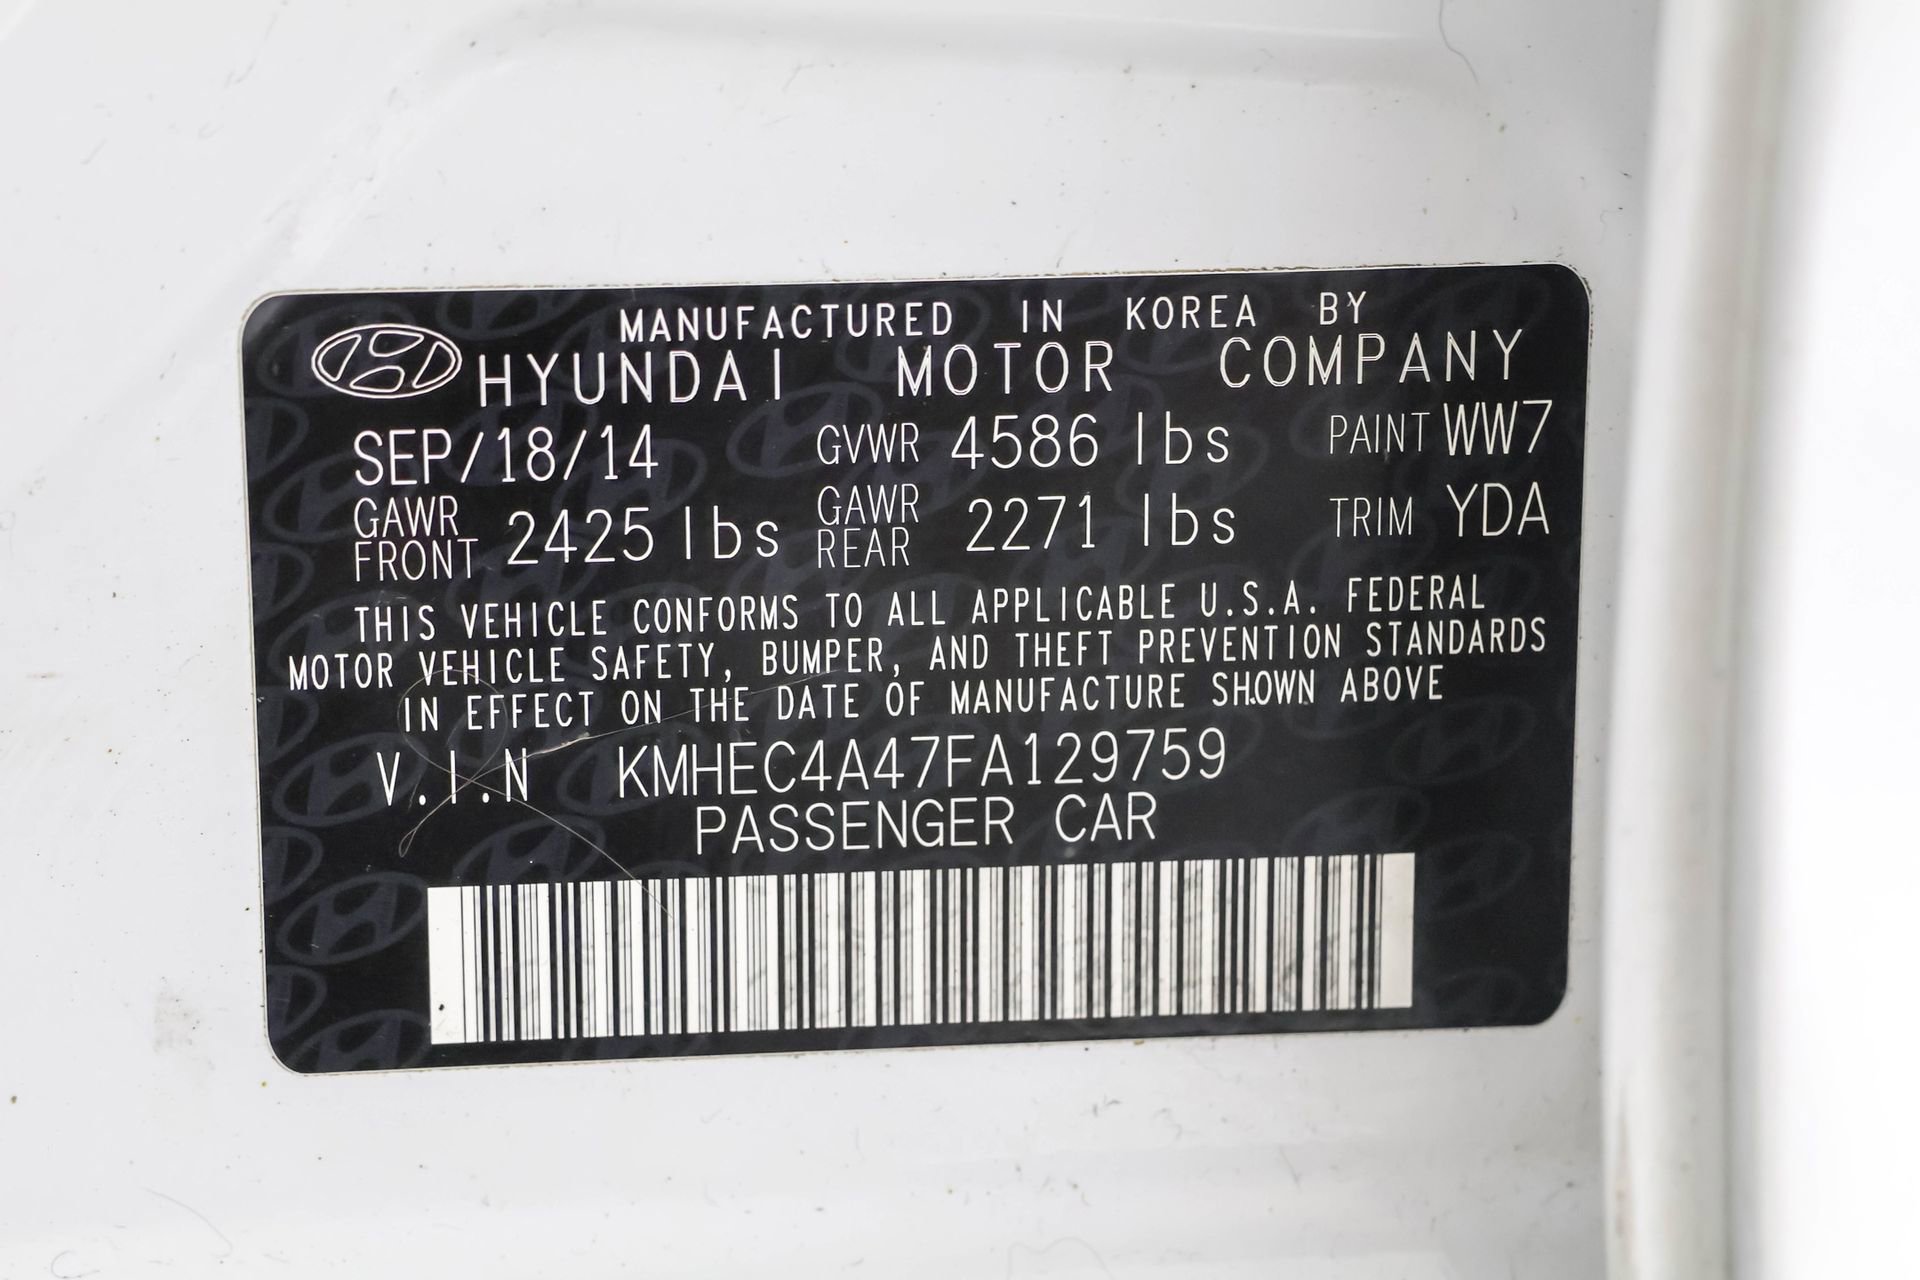 MANUFACTURED IN KOREA BY
HYUNDAI MOTOR COMPANY
SEP/18/14 GVWR 4586 lbs PAINT WW7
GAWR FRONT 2425 lbs GAWR REAR 2271 lbs TRIM YDA
THIS VEHICLE CONFORMS TO ALL APPLICABLE U.S.A. FEDERAL
MOTOR VEHICLE SAFETY, BUMPER, AND THEFT PREVENTION STANDARDS
IN EFFECT ON THE DATE OF MANUFACTURE SHOWN ABOVE
V.I.N KMHEC4A47FA129759
PASSENGER CAR